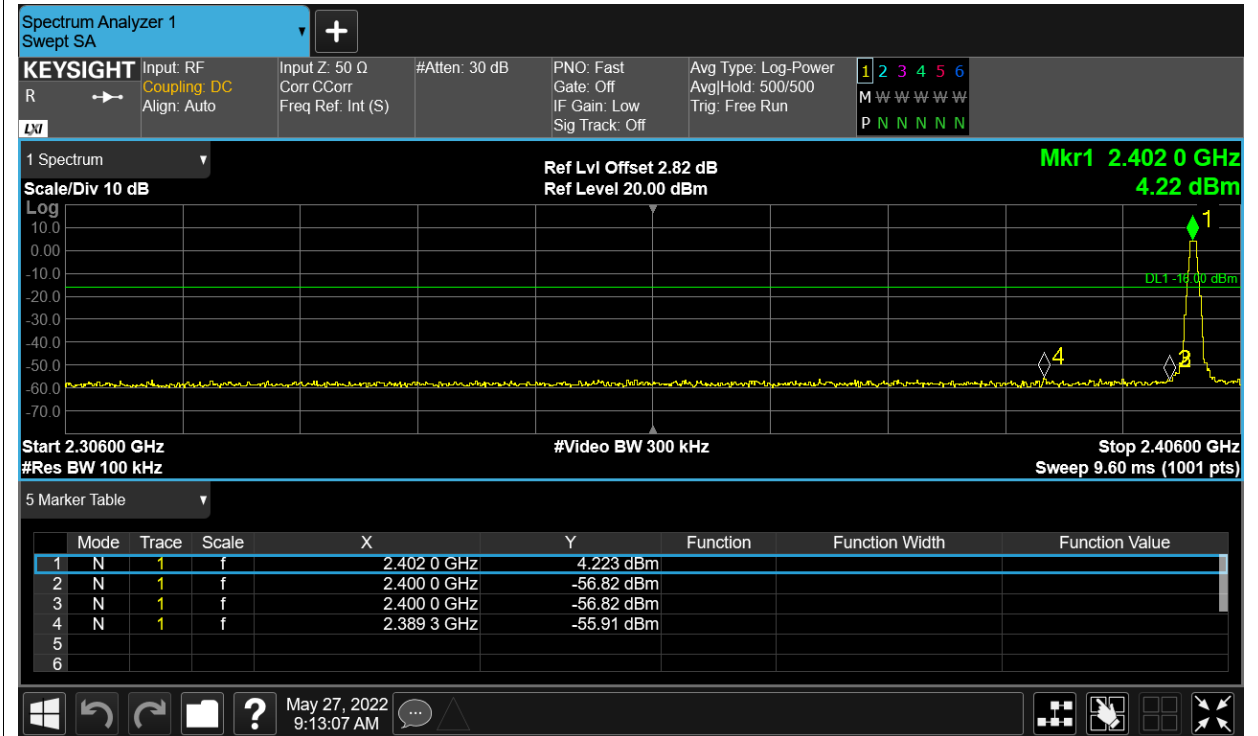 Spectrum Analyzer 1
Swept SA
+
KEYSIGHT
R
LXI
Input: RF
Coupling: DC
Align: Auto
Input Z: 50 Ω
Corr CCorr
Freq Ref: Int (S)
#Atten: 30 dB
PNO: Fast
Gate: Off
IF Gain: Low
Sig Track: Off
Avg Type: Log-Power
Avg|Hold: 500/500
Trig: Free Run
1 2 3 4 5 6
M W W W W W
P N N N N N
1 Spectrum
Scale/Div 10 dB
Ref Lvl Offset 2.82 dB
Ref Level 20.00 dBm
Mkr1 2.402 0 GHz
4.22 dBm
Log
10.0
0.00
-10.0
-20.0
-30.0
-40.0
-50.0
-60.0
-70.0
1
DL1 -16.00 dBm
4
Start 2.30600 GHz
#Video BW 300 kHz
Stop 2.40600 GHz
#Res BW 100 kHz
Sweep 9.60 ms (1001 pts)
5 Marker Table
Mode Trace Scale X Y Function Function Width Function Value
1 N 1 f 2.402 0 GHz 4.223 dBm
2 N 1 f 2.400 0 GHz -56.82 dBm
3 N 1 f 2.400 0 GHz -56.82 dBm
4 N 1 f 2.389 3 GHz -55.91 dBm
5
6
?
May 27, 2022
9:13:07 AM